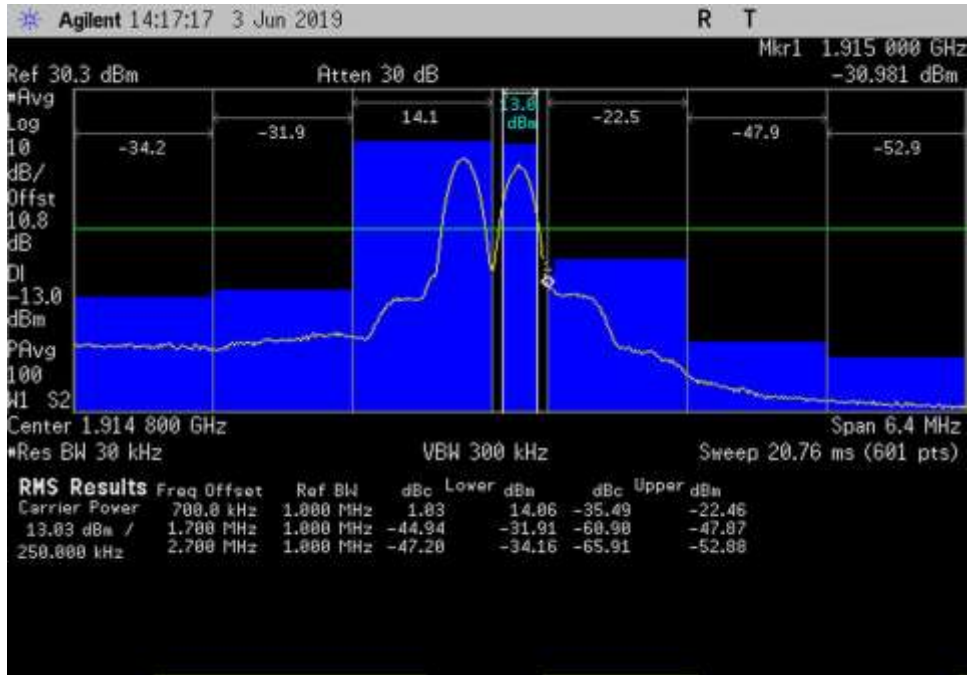 Agilent 14:17:17 3 Jun 2019 R T
Mkr1 1.915 000 GHz
Ref 30.3 dBm Atten 30 dB -30.981 dBm
#Avg
Log
10
dB/
Offst
10.8
dB
DI
-13.0
dBm
PAvg
100
W1 S2
-34.2 -31.9 14.1 13.0 dBm -22.5 -47.9 -52.9
Center 1.914 800 GHz Span 6.4 MHz
#Res BW 30 kHz VBW 300 kHz Sweep 20.76 ms (601 pts)
RMS Results Freq Offset Ref BW dBc Lower dBm dBc Upper dBm
Carrier Power 700.0 kHz 1.000 MHz 1.03 14.06 -35.49 -22.46
13.03 dBm / 1.700 MHz 1.000 MHz -44.94 -31.91 -60.90 -47.87
250.000 kHz 2.700 MHz 1.000 MHz -47.20 -34.16 -65.91 -52.88